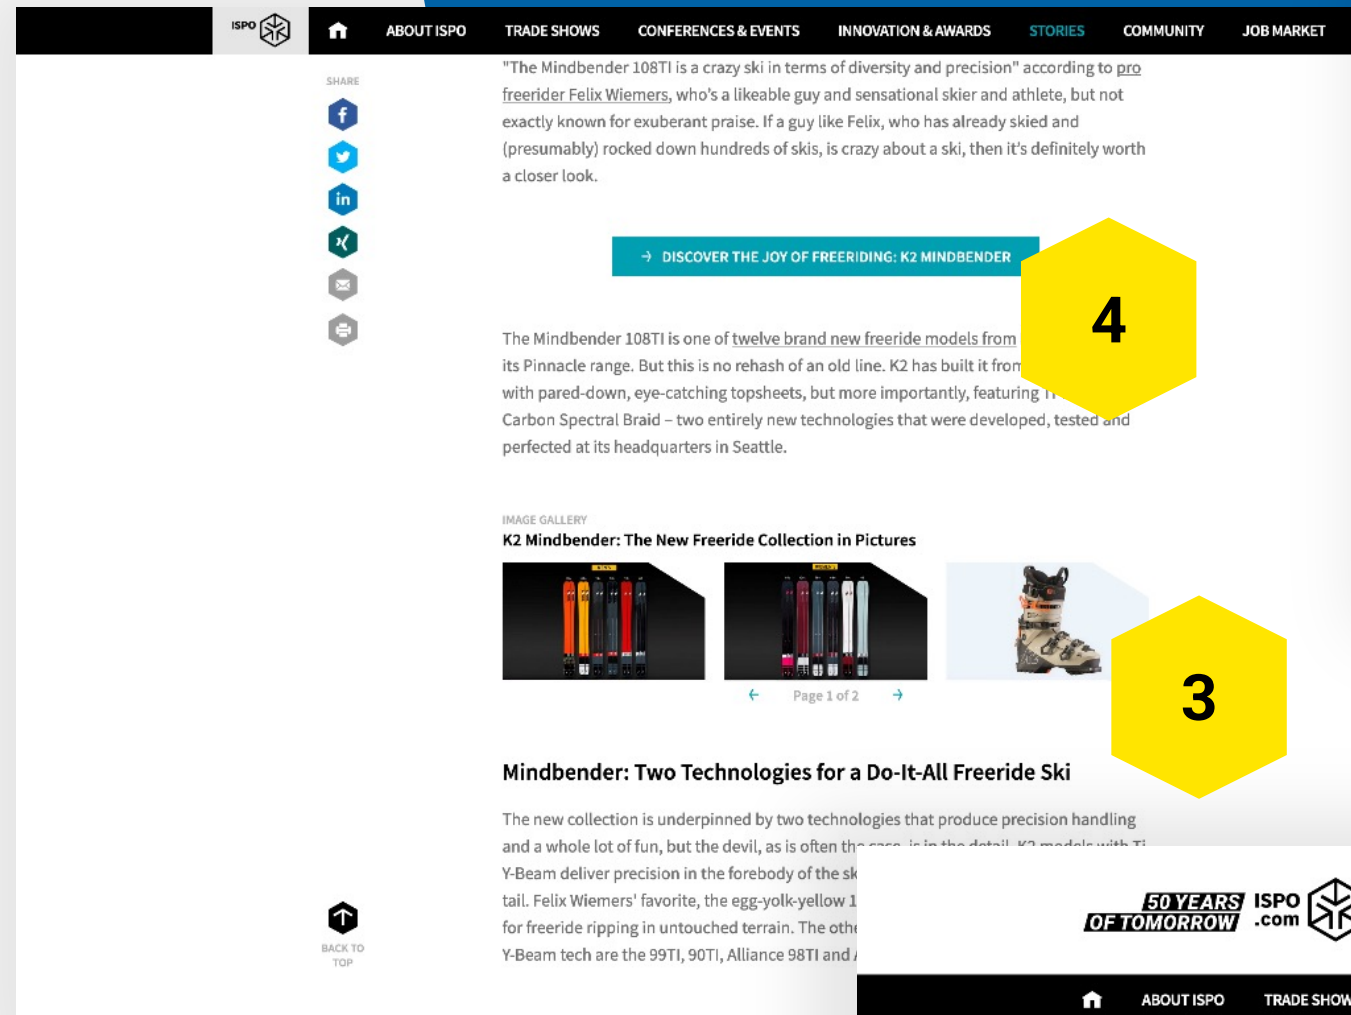 ISPO
ABOUT ISPO
TRADE SHOWS
CONFERENCES & EVENTS
INNOVATION & AWARDS
STORIES
COMMUNITY
JOB MARKET
SHARE
"The Mindbender 108TI is a crazy ski in terms of diversity and precision" according to pro
freerider Felix Wiemers, who's a likeable guy and sensational skier and athlete, but not
exactly known for exuberant praise. If a guy like Felix, who has already skied and
(presumably) rocked down hundreds of skis, is crazy about a ski, then it's definitely worth
a closer look.
→ DISCOVER THE JOY OF FREERIDING: K2 MINDBENDER
4
The Mindbender 108TI is one of twelve brand new freeride models from
its Pinnacle range. But this is no rehash of an old line. K2 has built it from
with pared-down, eye-catching topsheets, but more importantly, featuring
Carbon Spectral Braid – two entirely new technologies that were developed, tested and
perfected at its headquarters in Seattle.
IMAGE GALLERY
K2 Mindbender: The New Freeride Collection in Pictures
← Page 1 of 2 →
3
Mindbender: Two Technologies for a Do-It-All Freeride Ski
The new collection is underpinned by two technologies that produce precision handling
and a whole lot of fun, but the devil, as is often the case, is in the detail. K2 models with Ti
Y-Beam deliver precision in the forebody of the
tail. Felix Wiemers' favorite, the egg-yolk-yellow
for freeride ripping in untouched terrain. The
Y-Beam tech are the 99TI, 90TI, Alliance 98TI and
BACK TO
TOP
50 YEARS
OF TOMORROW
ISPO
.com
ABOUT ISPO
TRADE SHOW